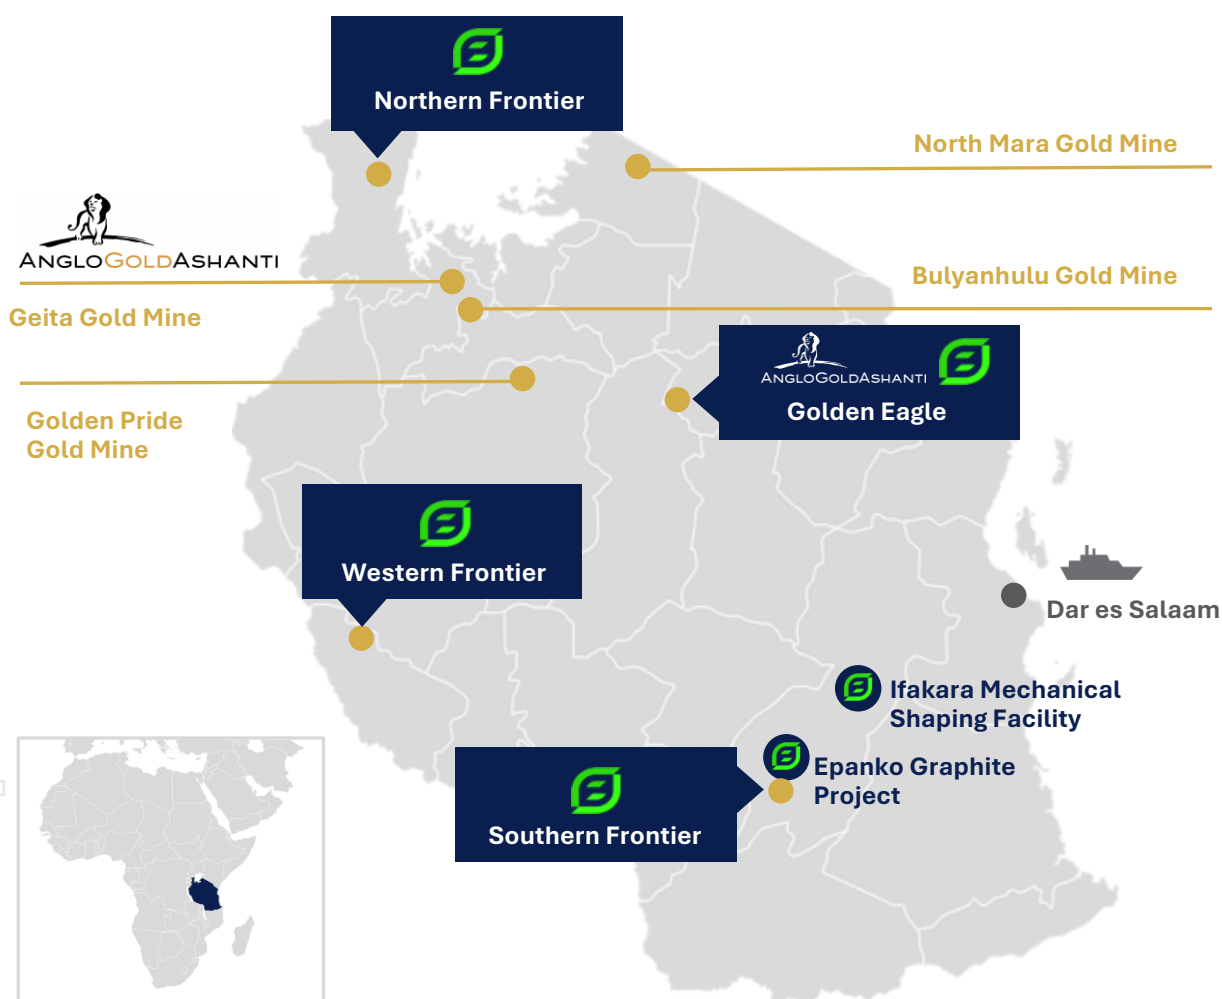 Northern Frontier
North Mara Gold Mine
ANGLOGOLDASHANTI
Bulyanhulu Gold Mine
Geita Gold Mine
ANGLOGOLDASHANTI
Golden Eagle
Golden Pride
Gold Mine
Western Frontier
Dar es Salaam
Ifakara Mechanical
Shaping Facility
Epanko Graphite
Project
Southern Frontier